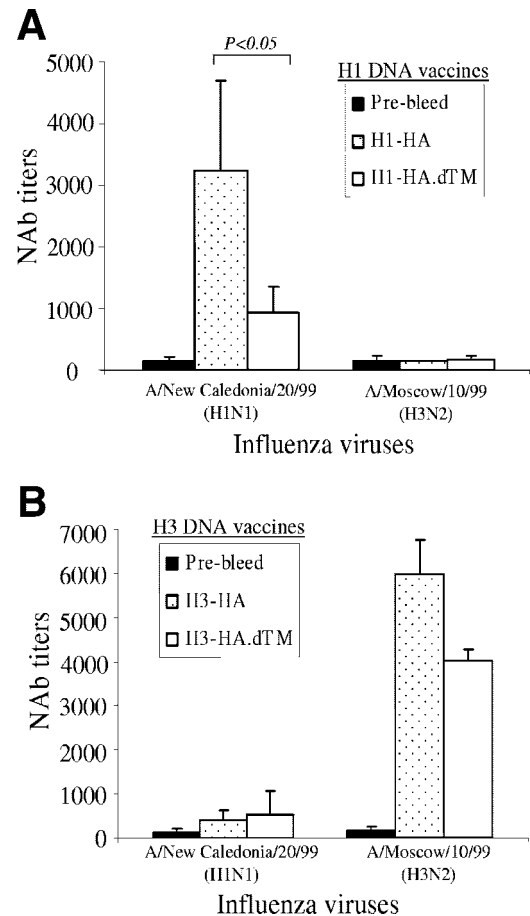 A
P<0.05
5000
4000
3000
2000
1000
0
NAb titers
H1 DNA vaccines
Pre-bleed
H1-HA
H1-HA.dTM
A/New Caledonia/20/99
(H1N1)
A/Moscow/10/99
(H3N2)
Influenza viruses
B
7000
6000
5000
4000
3000
2000
1000
0
NAb titers
H3 DNA vaccines
Pre-bleed
H3-HA
H3-HA.dTM
A/New Caledonia/20/99
(H1N1)
A/Moscow/10/99
(H3N2)
Influenza viruses